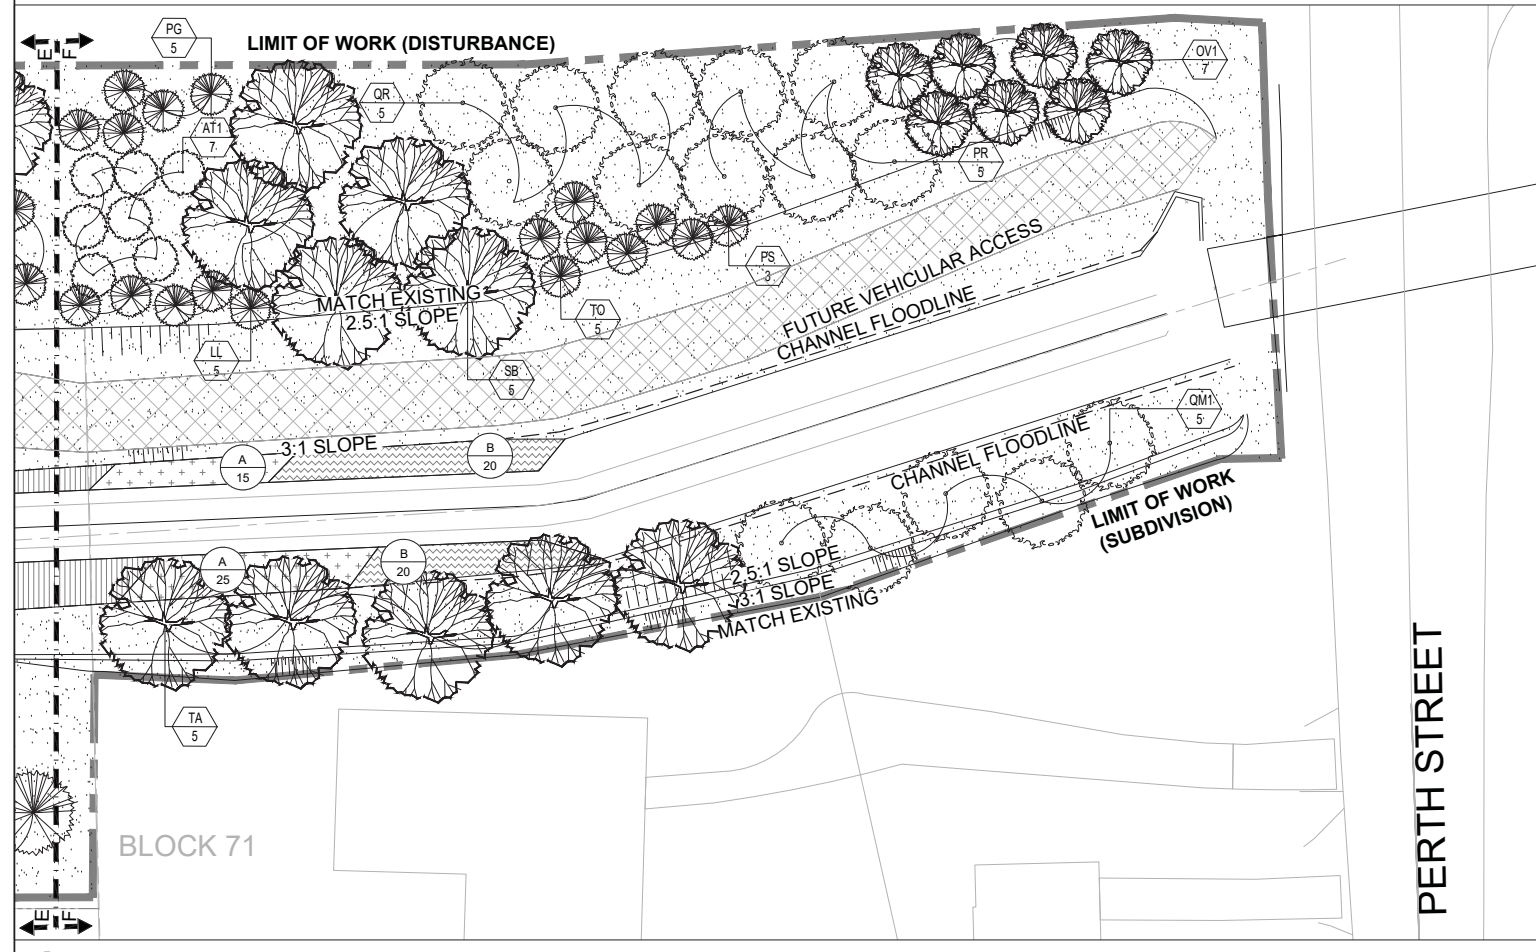 PG
5
LIMIT OF WORK (DISTURBANCE)
E
F
QR
5
OV1
7
AT1
7
PR
5
PS
3
FUTURE VEHICULAR ACCESS
CHANNEL FLOODLINE
MATCH EXISTING
2.5:1 SLOPE
TO
5
LL
5
SB
5
QM1
5
3:1 SLOPE
A
15
B
20
CHANNEL FLOODLINE
LIMIT OF WORK
(SUBDIVISION)
A
25
B
20
2.5:1 SLOPE
3:1 SLOPE
MATCH EXISTING
TA
5
BLOCK 71
PERTH STREET
E
F